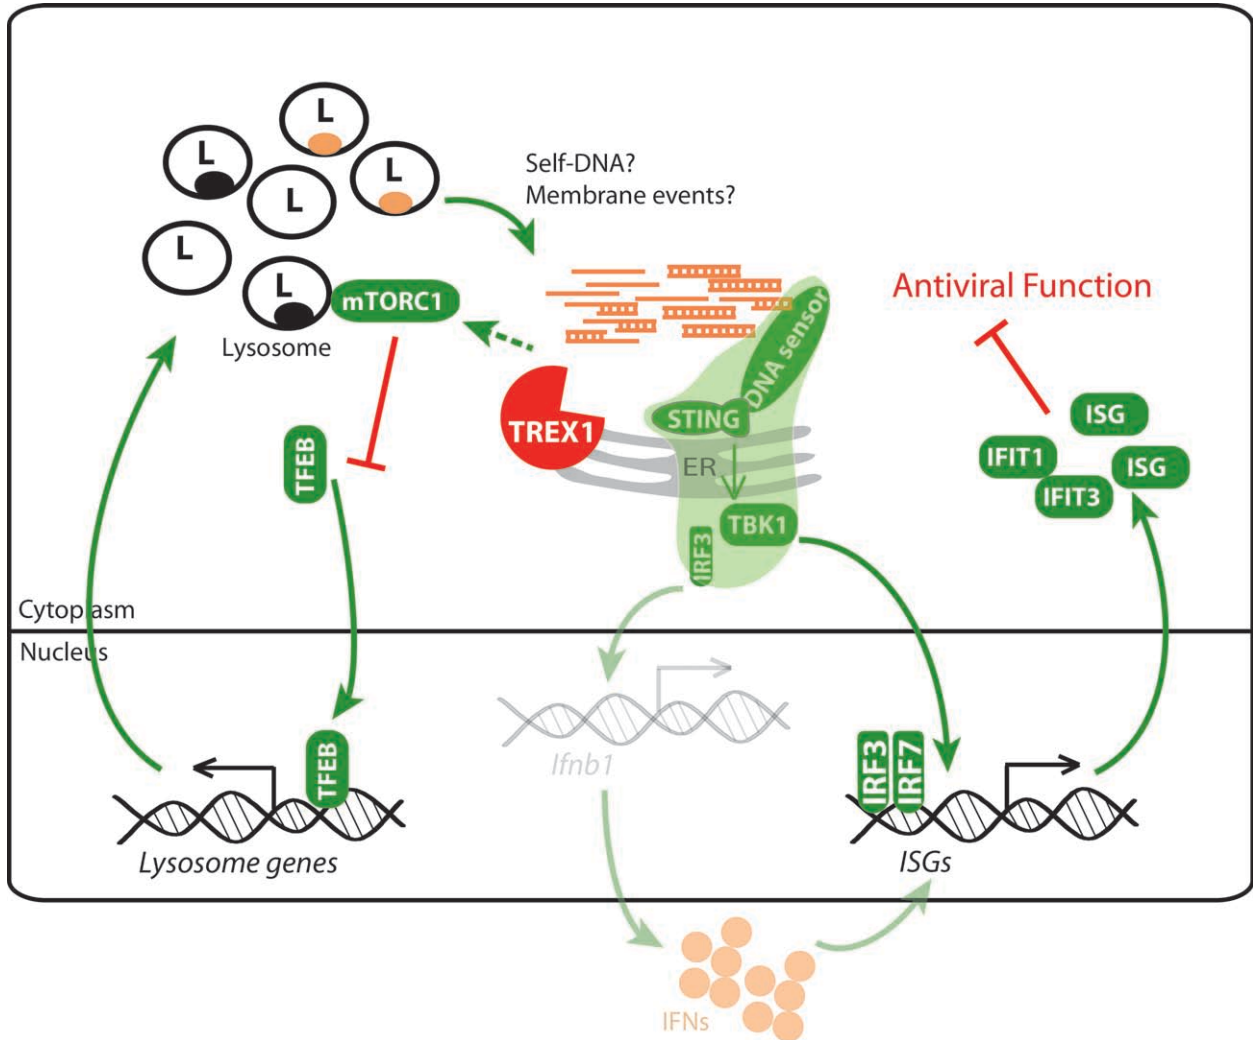 L
L
L
L
L
L
Self-DNA?
Membrane events?
mTORC1
Lysosome
DNA sensor
Antiviral Function
TREX1
STING
ER
TBK1
IRF3
TFEB
ISG
IFIT1
ISG
IFIT3
Cytoplasm
Nucleus
Ifnb1
TFEB
Lysosome genes
IRF3
IRF7
ISGs
IFNs